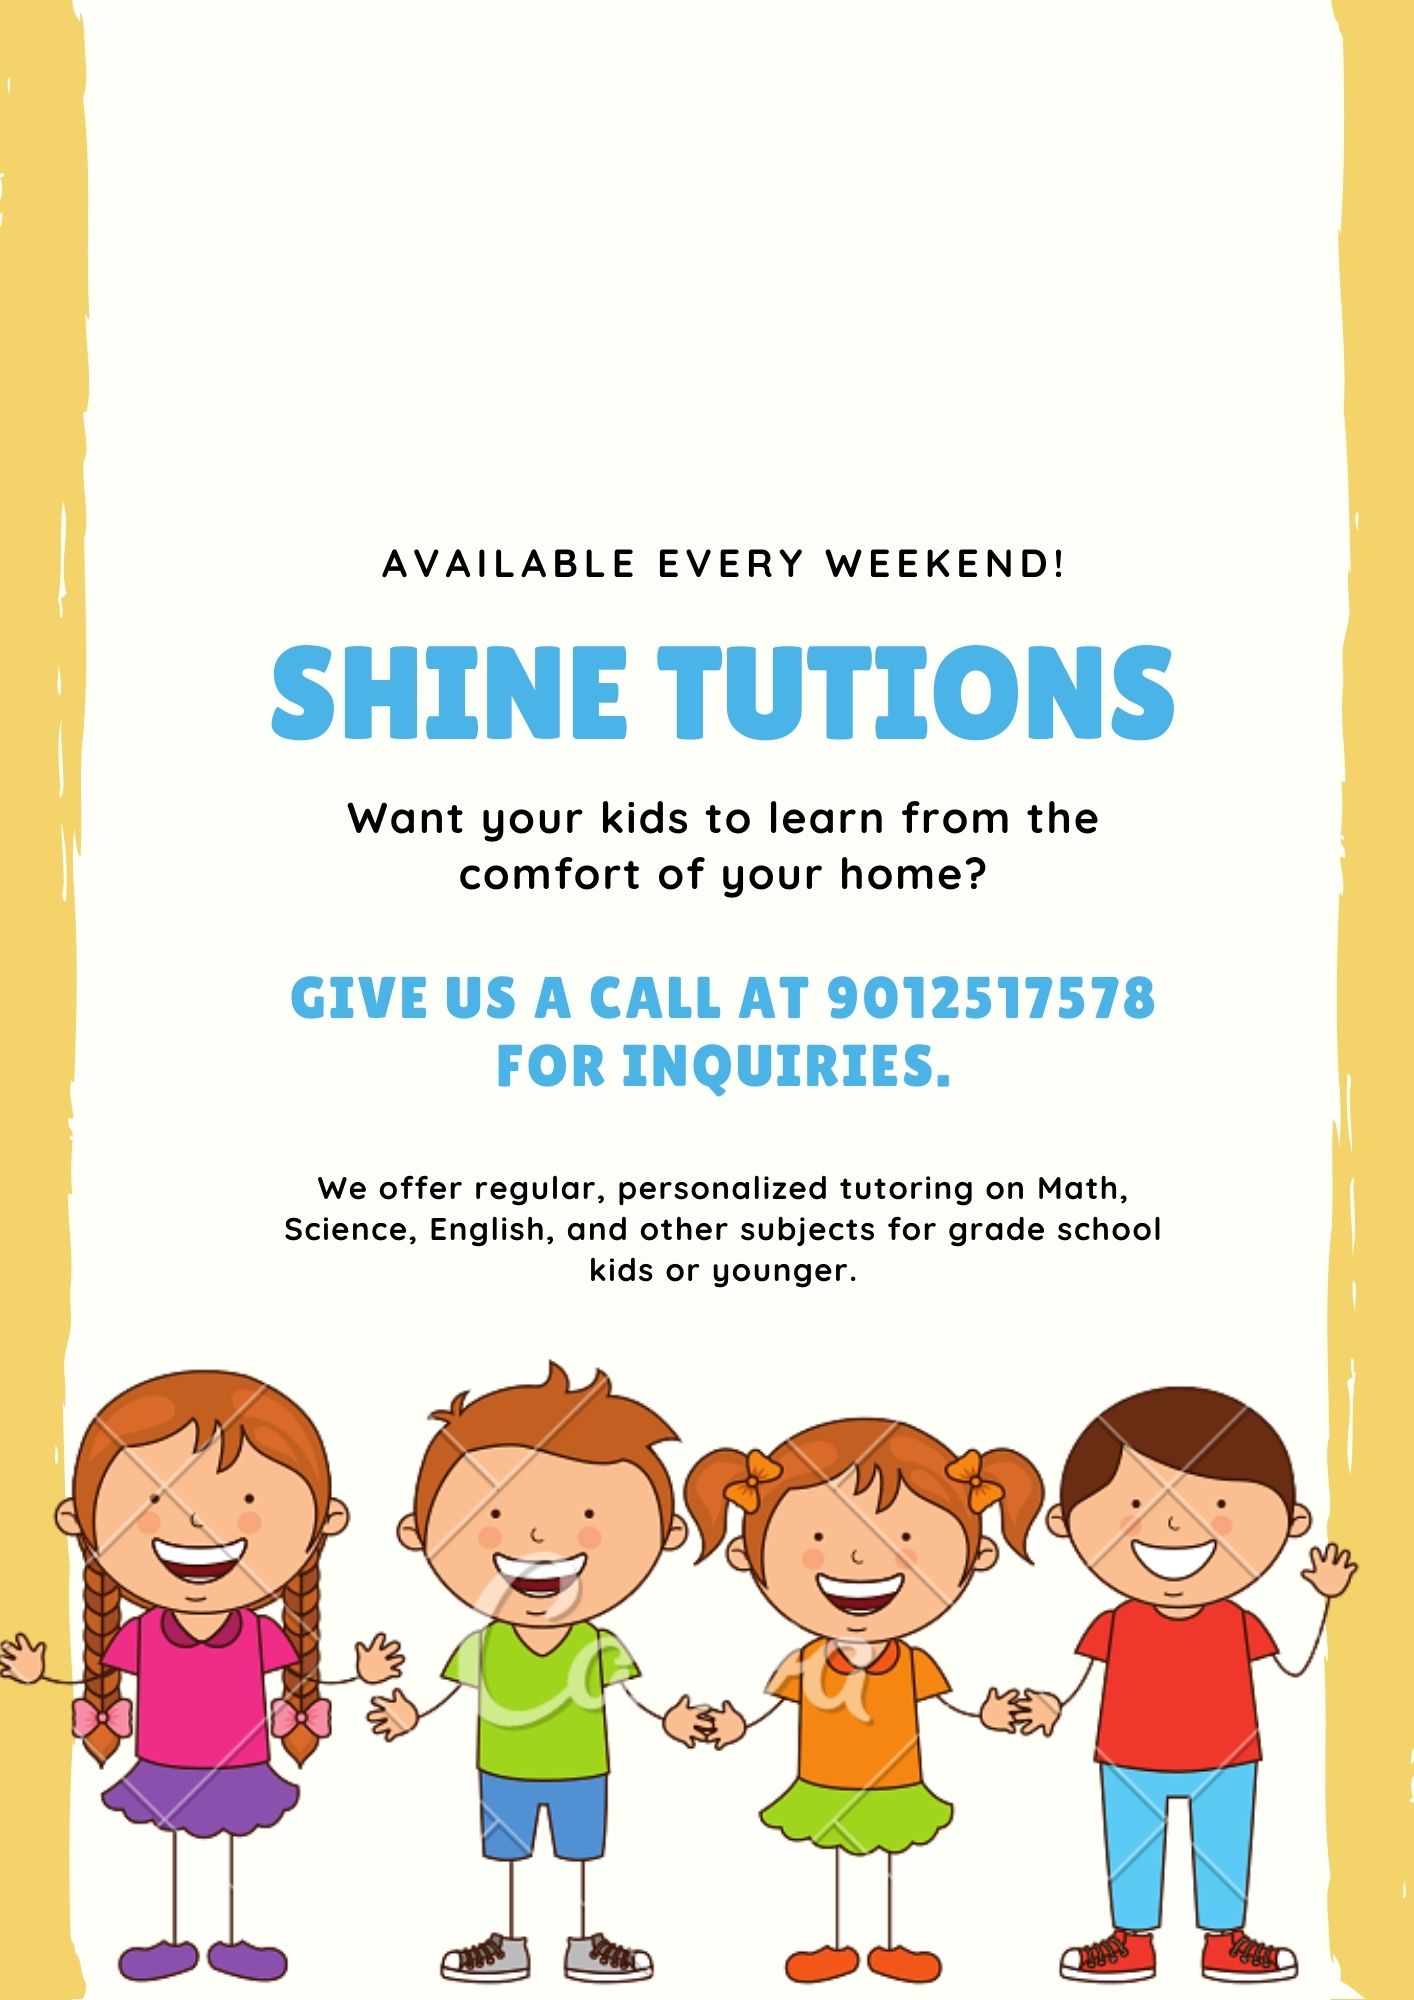 AVAILABLE EVERY WEEKEND!
SHINE TUTIONS
Want your kids to learn from the
comfort of your home?
GIVE US A CALL AT 9012517578
FOR INQUIRIES.
We offer regular, personalized tutoring on Math,
Science, English, and other subjects for grade school
kids or younger.
Canva